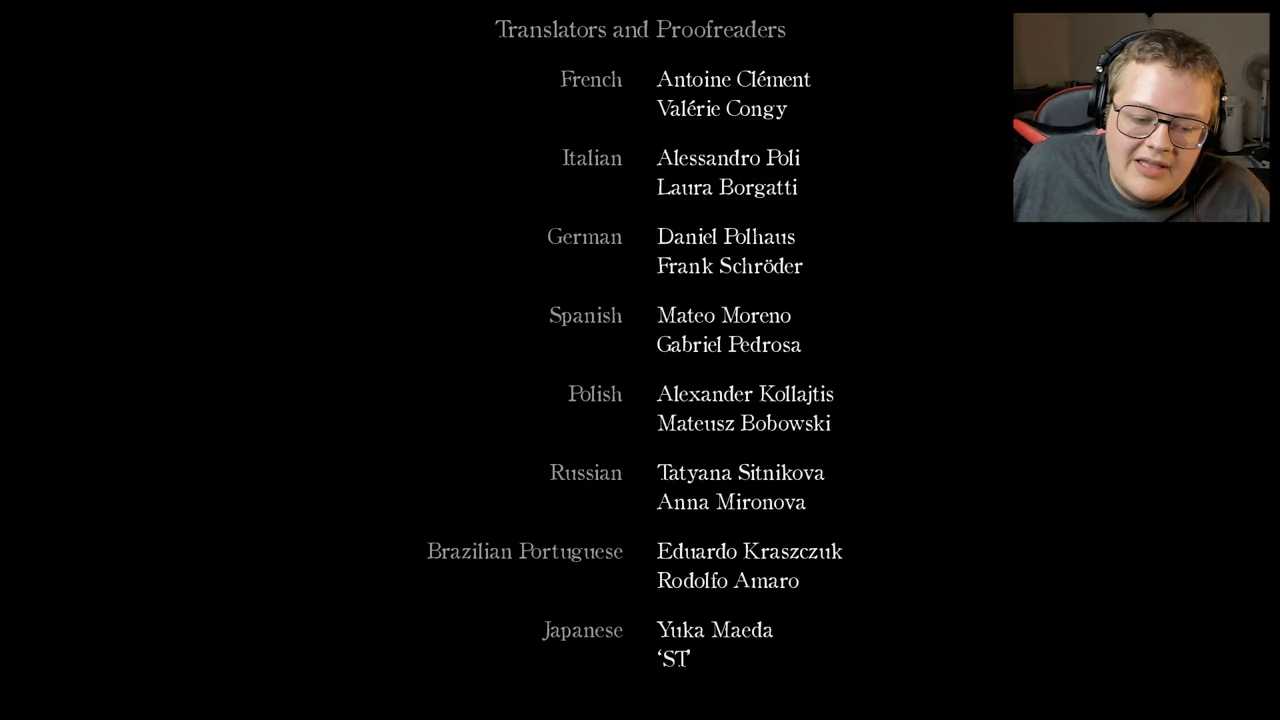 Translators and Proofreaders
French Antoine Clément
Valérie Congy
Italian Alessandro Poli
Laura Borgatti
German Daniel Polhaus
Frank Schröder
Spanish Mateo Moreno
Gabriel Pedrosa
Polish Alexander Kollajtis
Mateusz Bobowski
Russian Tatyana Sitnikova
Anna Mironova
Brazilian Portuguese Eduardo Kraszczuk
Rodolfo Amaro
Japanese Yuka Maeda
‘ST’